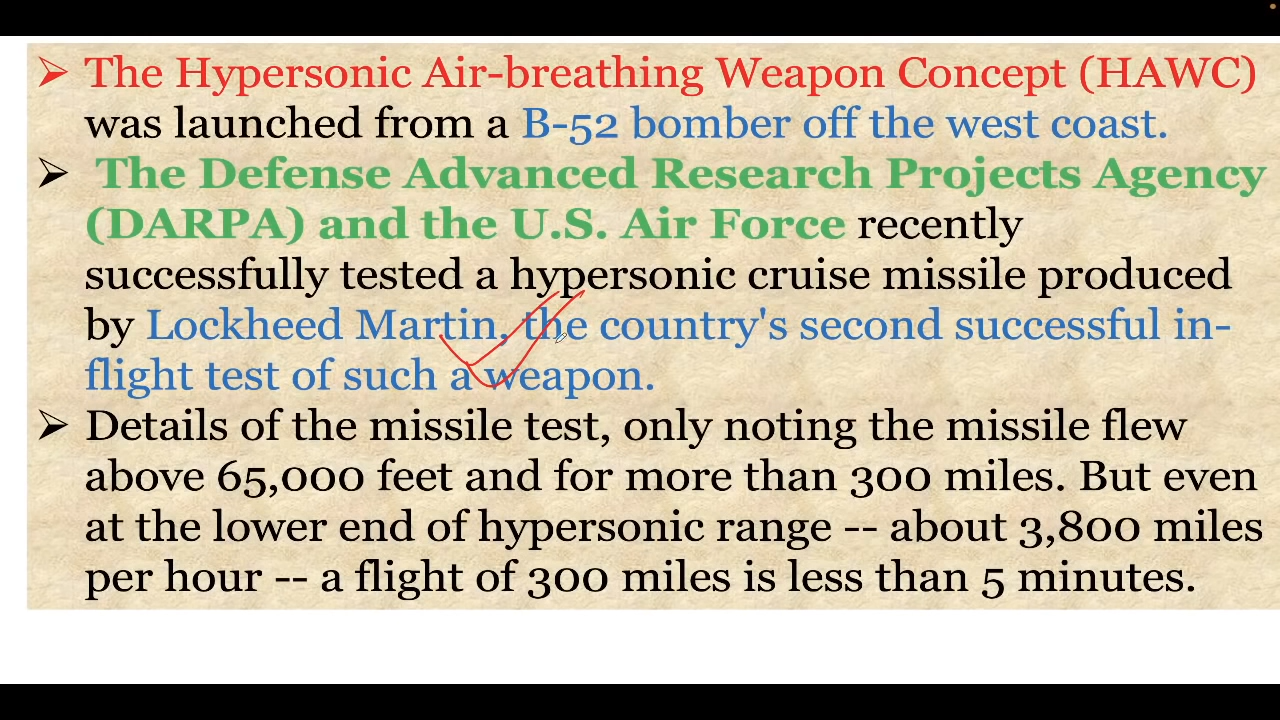 ➢ The Hypersonic Air-breathing Weapon Concept (HAWC)
was launched from a B-52 bomber off the west coast.
➢ The Defense Advanced Research Projects Agency
(DARPA) and the U.S. Air Force recently
successfully tested a hypersonic cruise missile produced
by Lockheed Martin, the country's second successful in-
flight test of such a weapon.
➢ Details of the missile test, only noting the missile flew
above 65,000 feet and for more than 300 miles. But even
at the lower end of hypersonic range -- about 3,800 miles
per hour -- a flight of 300 miles is less than 5 minutes.